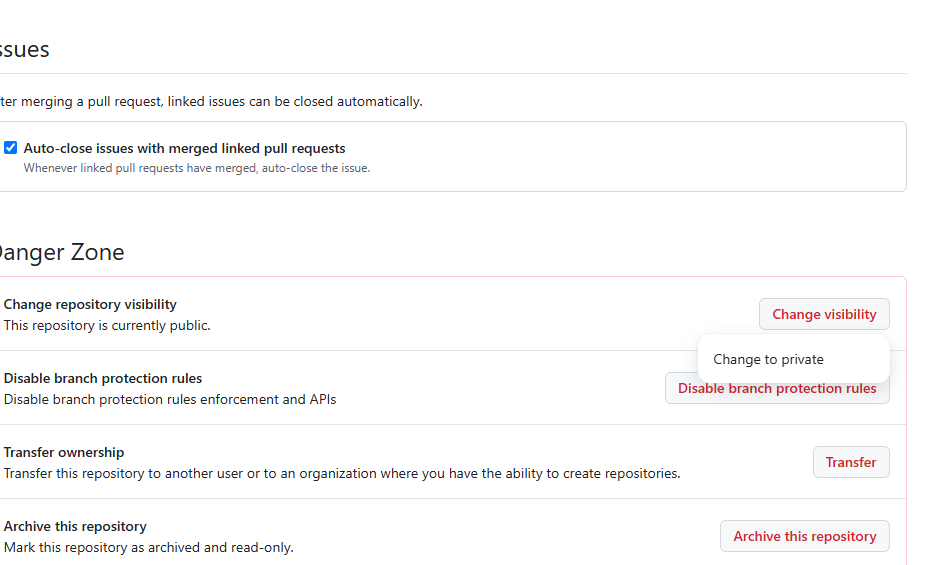 ssues
ter merging a pull request, linked issues can be closed automatically.
Auto-close issues with merged linked pull requests
Whenever linked pull requests have merged, auto-close the issue.
Danger Zone
Change repository visibility
This repository is currently public.
Change visibility
Change to private
Disable branch protection rules
Disable branch protection rules enforcement and APIs
Disable branch protection rules
Transfer ownership
Transfer this repository to another user or to an organization where you have the ability to create repositories.
Transfer
Archive this repository
Mark this repository as archived and read-only.
Archive this repository